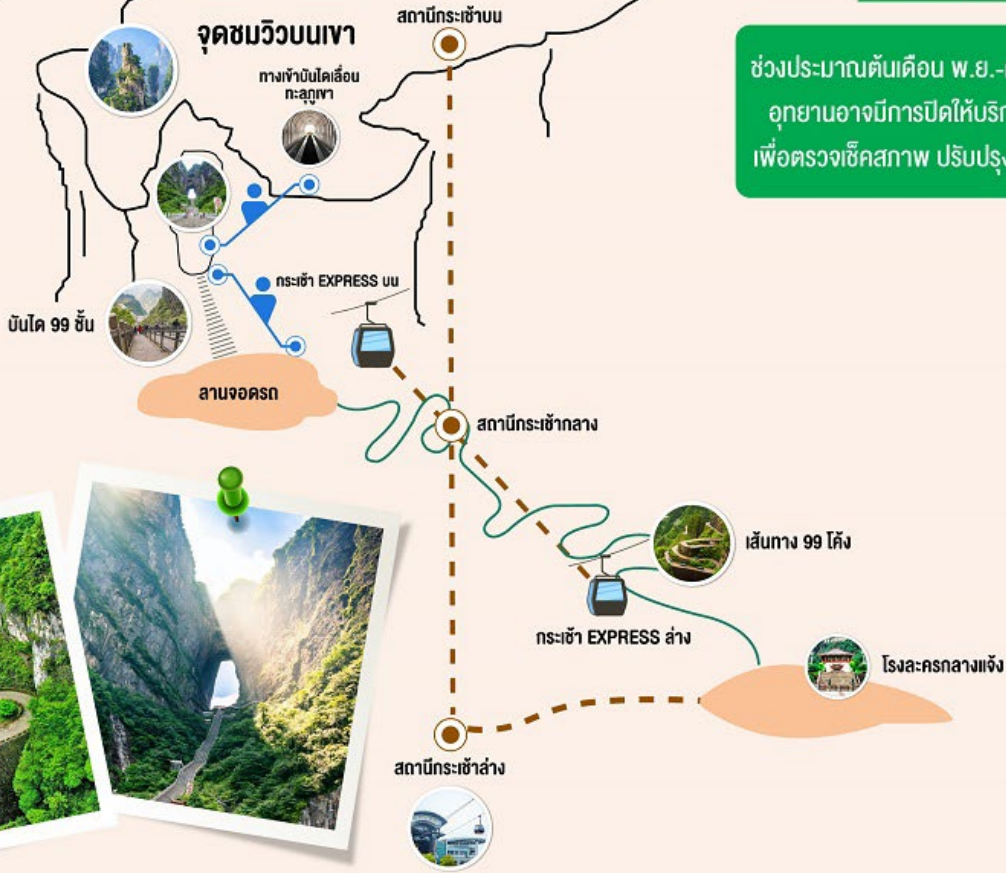 สถานีกระเช้าบน
จุดชมวิวบนเขา
ทางเข้าบันไดเลื่อน
ทะลุภูเขา
ช่วงประมาณต้นเดือน พ.ย.-
อุทยานอาจมีการปิดให้บริก
เพื่อตรวจเช็คสภาพ ปรับปรุง
กระเช้า EXPRESS บน
บันได 99 ขั้น
ลานจอดรถ
สถานีกระเช้ากลาง
เส้นทาง 99 โค้ง
กระเช้า EXPRESS ล่าง
โรงละครกลางแจ้ง
สถานีกระเช้าล่าง